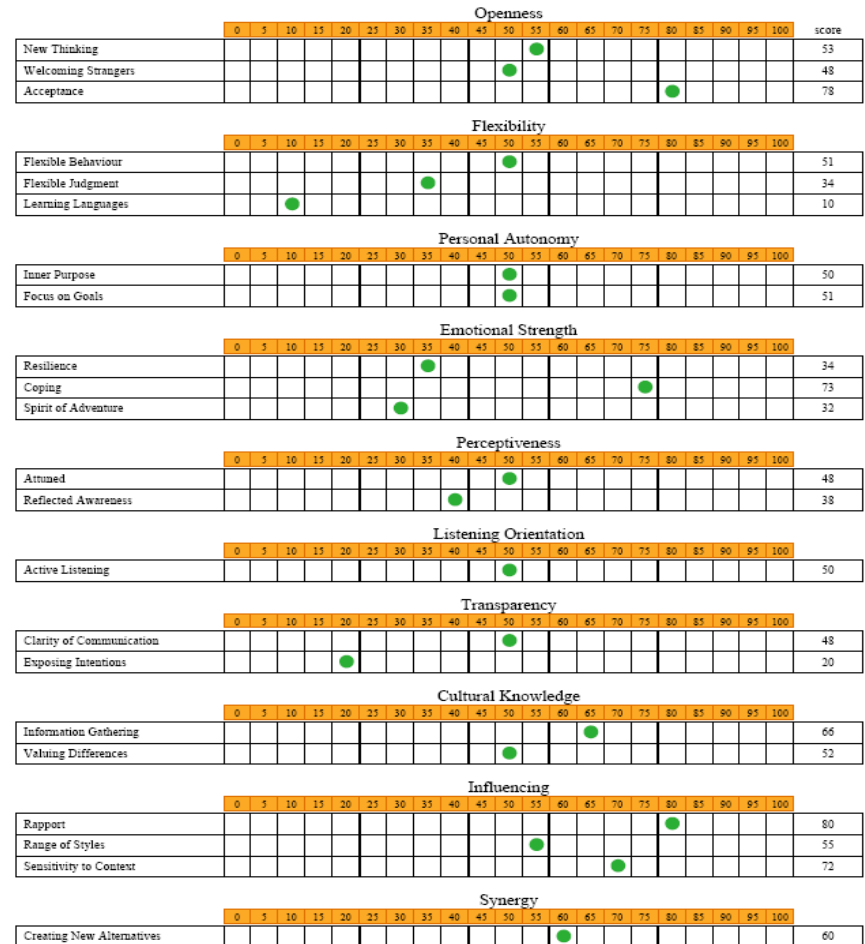 Openness
0 5 10 15 20 25 30 35 40 45 50 55 60 65 70 75 80 85 90 95 100 score
New Thinking 53
Welcoming Strangers 48
Acceptance 78
Flexibility
0 5 10 15 20 25 30 35 40 45 50 55 60 65 70 75 80 85 90 95 100
Flexible Behaviour 51
Flexible Judgment 34
Learning Languages 10
Personal Autonomy
0 5 10 15 20 25 30 35 40 45 50 55 60 65 70 75 80 85 90 95 100
Inner Purpose 50
Focus on Goals 51
Emotional Strength
0 5 10 15 20 25 30 35 40 45 50 55 60 65 70 75 80 85 90 95 100
Resilience 34
Coping 73
Spirit of Adventure 32
Perceptiveness
0 5 10 15 20 25 30 35 40 45 50 55 60 65 70 75 80 85 90 95 100
Attuned 48
Reflected Awareness 38
Listening Orientation
0 5 10 15 20 25 30 35 40 45 50 55 60 65 70 75 80 85 90 95 100
Active Listening 50
Transparency
0 5 10 15 20 25 30 35 40 45 50 55 60 65 70 75 80 85 90 95 100
Clarity of Communication 48
Exposing Intentions 20
Cultural Knowledge
0 5 10 15 20 25 30 35 40 45 50 55 60 65 70 75 80 85 90 95 100
Information Gathering 66
Valuing Differences 52
Influencing
0 5 10 15 20 25 30 35 40 45 50 55 60 65 70 75 80 85 90 95 100
Rapport 80
Range of Styles 55
Sensitivity to Context 72
Synergy
0 5 10 15 20 25 30 35 40 45 50 55 60 65 70 75 80 85 90 95 100
Creating New Alternatives 60